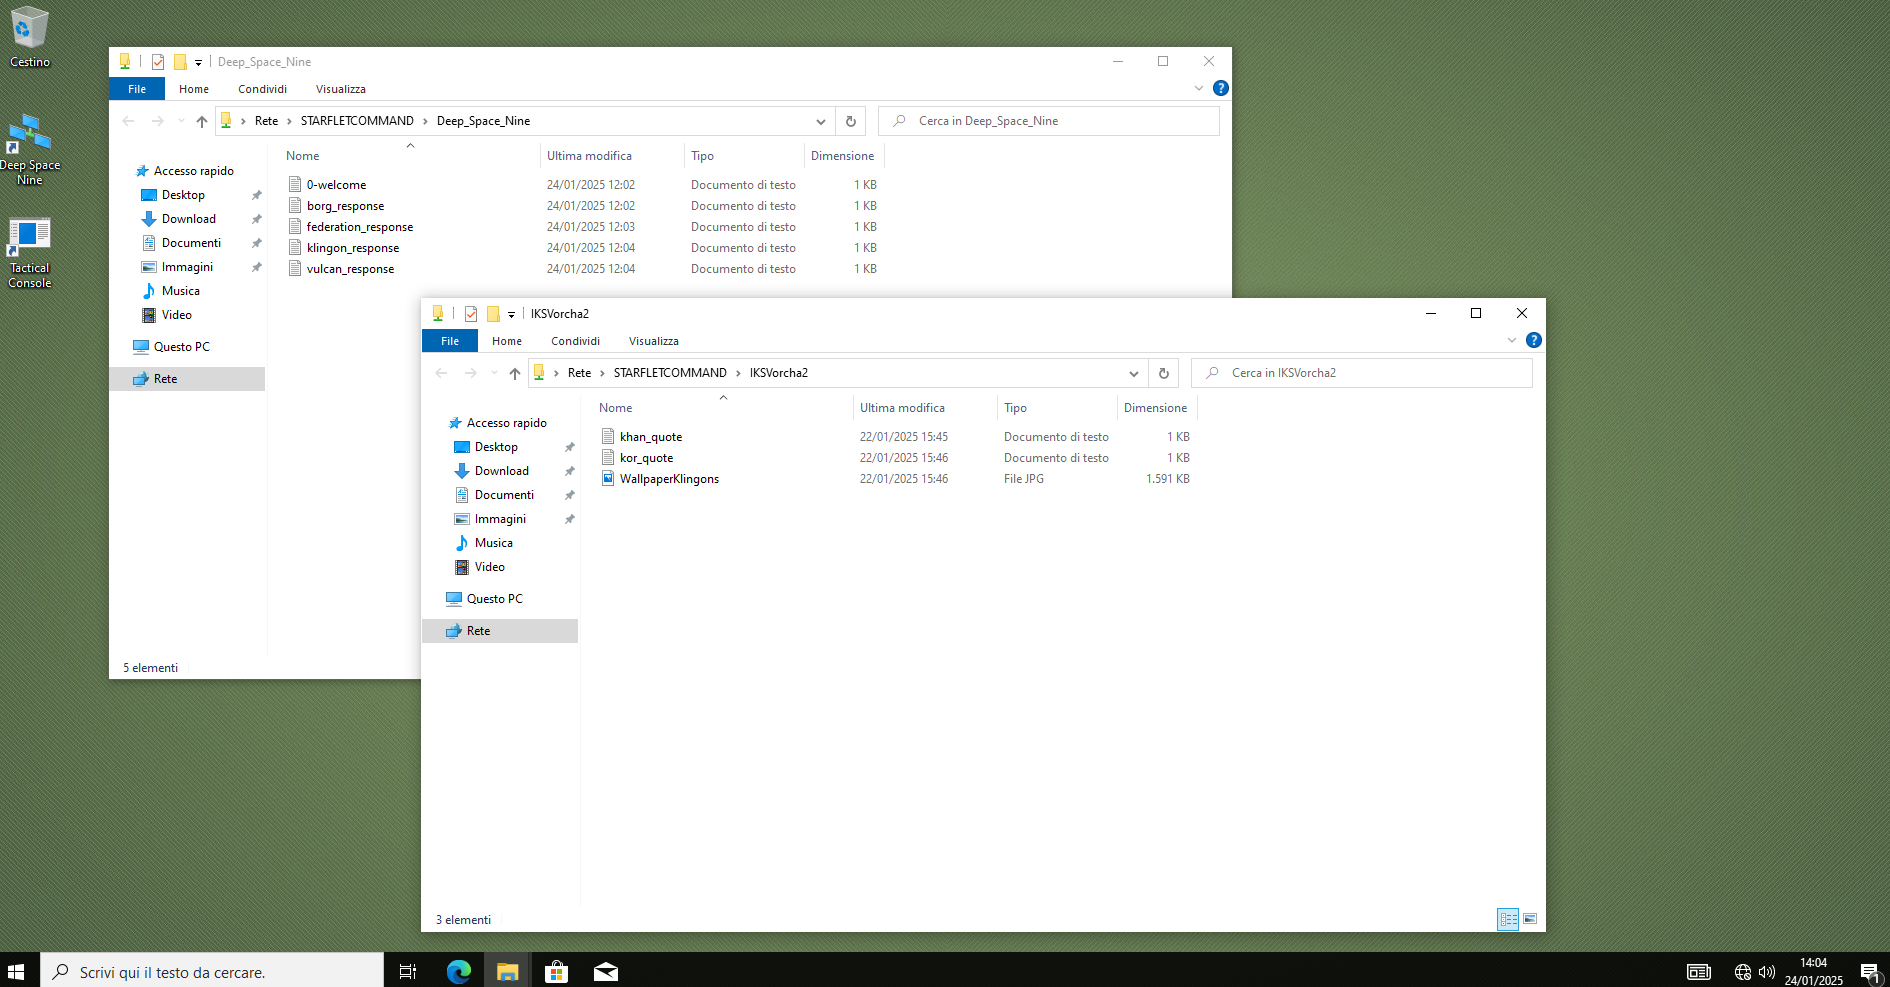 Cestino
Deep Space
Nine
Tactical
Console
Deep_Space_Nine
File Home Condividi Visualizza
Rete STARFLETCOMMAND Deep_Space_Nine
Cerca in Deep_Space_Nine
Nome Ultima modifica Tipo Dimensione
0-welcome 24/01/2025 12:02 Documento di testo 1 KB
borg_response 24/01/2025 12:02 Documento di testo 1 KB
federation_response 24/01/2025 12:03 Documento di testo 1 KB
klingon_response 24/01/2025 12:04 Documento di testo 1 KB
vulcan_response 24/01/2025 12:04 Documento di testo 1 KB
Accesso rapido
Desktop
Download
Documenti
Immagini
Musica
Video
Questo PC
Rete
5 elementi
IKSVorcha2
File Home Condividi Visualizza
?
Rete STARFLETCOMMAND IKSVorcha2
Cerca in IKSVorcha2
Nome Ultima modifica Tipo Dimensione
khan_quote 22/01/2025 15:45 Documento di testo 1 KB
kor_quote 22/01/2025 15:46 Documento di testo 1 KB
WallpaperKlingons 22/01/2025 15:46 File JPG 1.591 KB
Accesso rapido
Desktop
Download
Documenti
Immagini
Musica
Video
Questo PC
Rete
3 elementi
Scrivi qui il testo da cercare.
14:04
24/01/2025
1